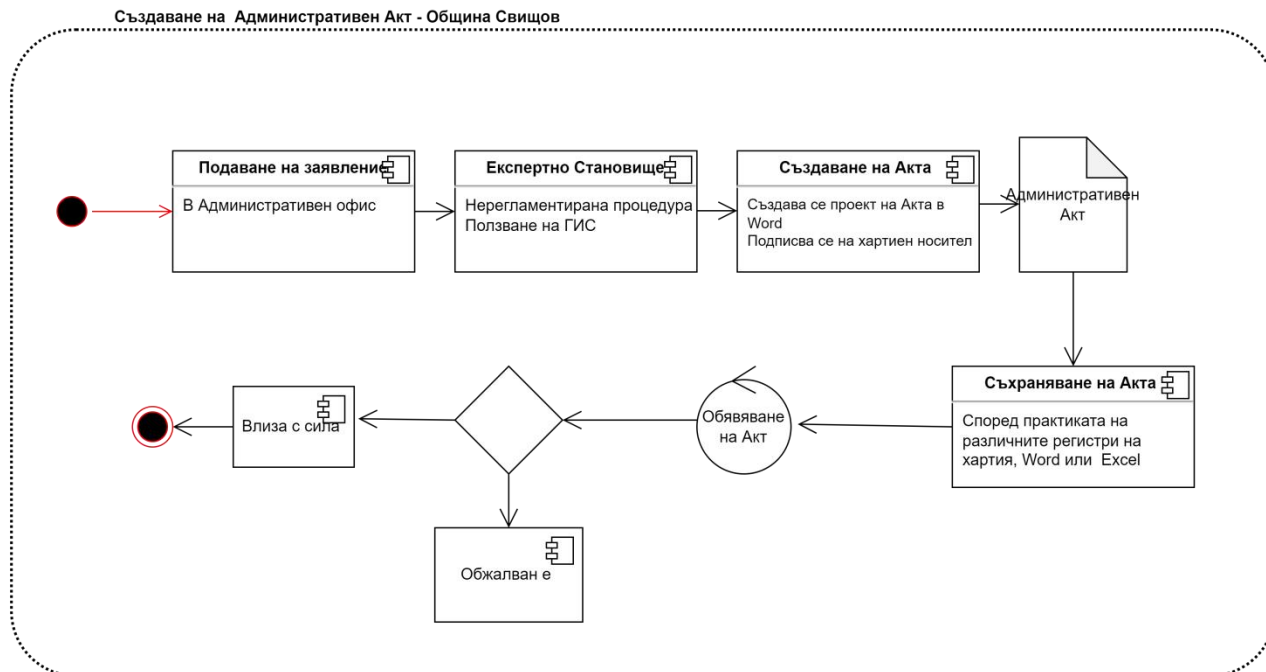 Създаване на Административен Акт - Община Свищов
Подаване на заявление
В Административен офис
Експертно Становище
Нерегламентирана процедура
Ползване на ГИС
Създаване на Акта
Създава се проект на Акта в
Word
Подписва се на хартиен носител
Административен
Акт
Съхраняване на Акта
Според практиката на
различните регистри на
хартия, Word или Excel
Обявяване
на Акт
Влиза с сила
Обжалван е